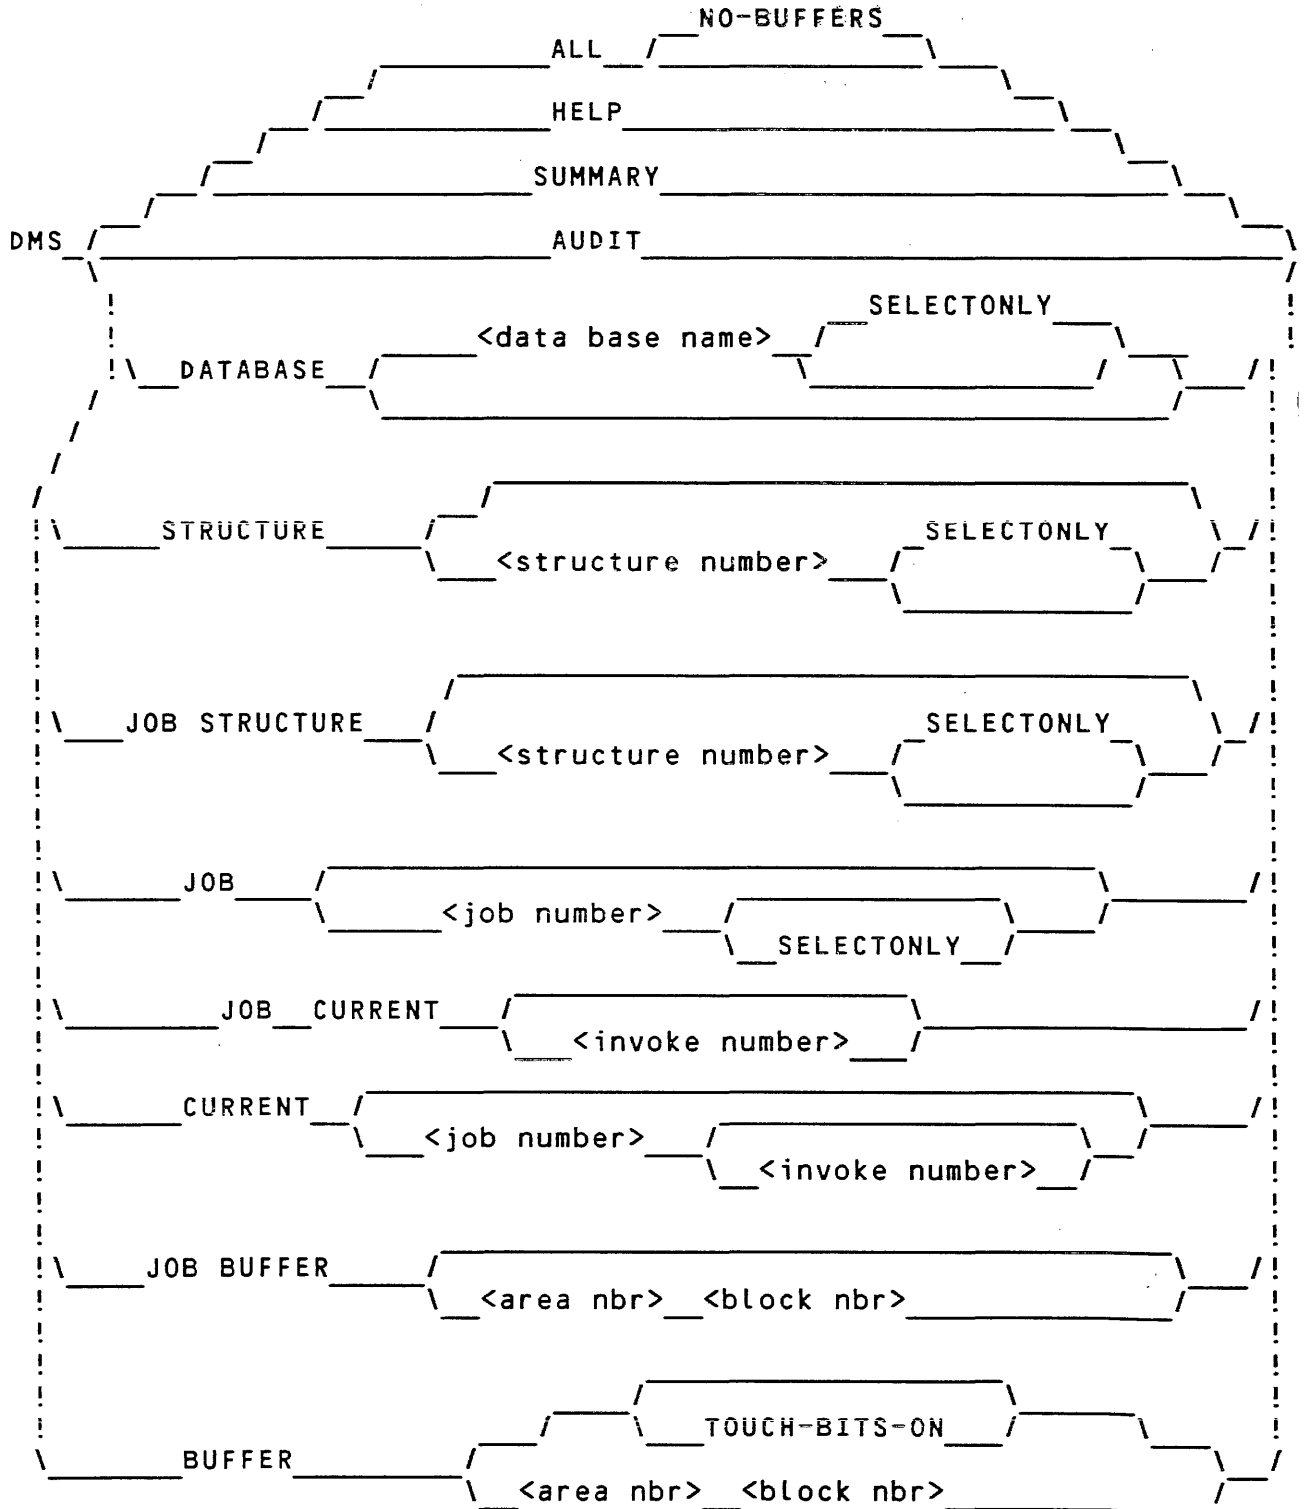 NO-BUFFERS
ALL
HELP
SUMMARY
DMS AUDIT
SELECTONLY
<data base name>
DATABASE
STRUCTURE SELECTONLY
<structure number>
JOB STRUCTURE SELECTONLY
<structure number>
JOB
<job number>
SELECTONLY
JOB CURRENT
<invoke number>
CURRENT
<job number>
<invoke number>
JOB BUFFER
<area nbr> <block nbr>
TOUCH-BITS-ON
BUFFER
<area nbr> <block nbr>